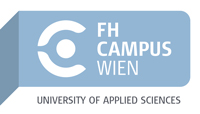 FH
CAMPUS
WIEN
UNIVERSITY OF APPLIED SCIENCES